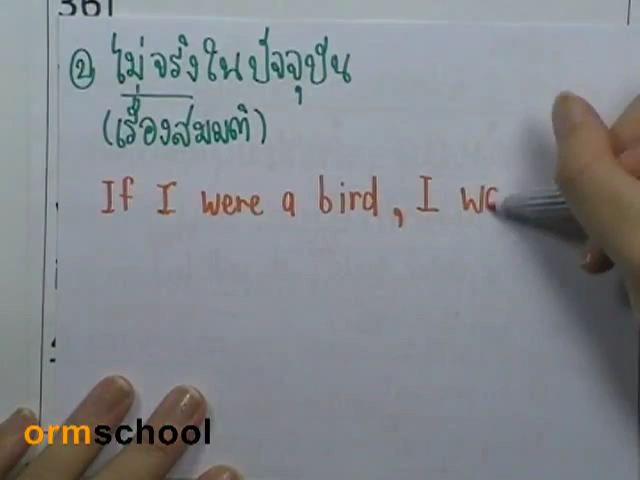 361
② ไม่จริงในปัจจุบัน
(เรื่องสมมติ)
If I were a bird, I wo
ormschool